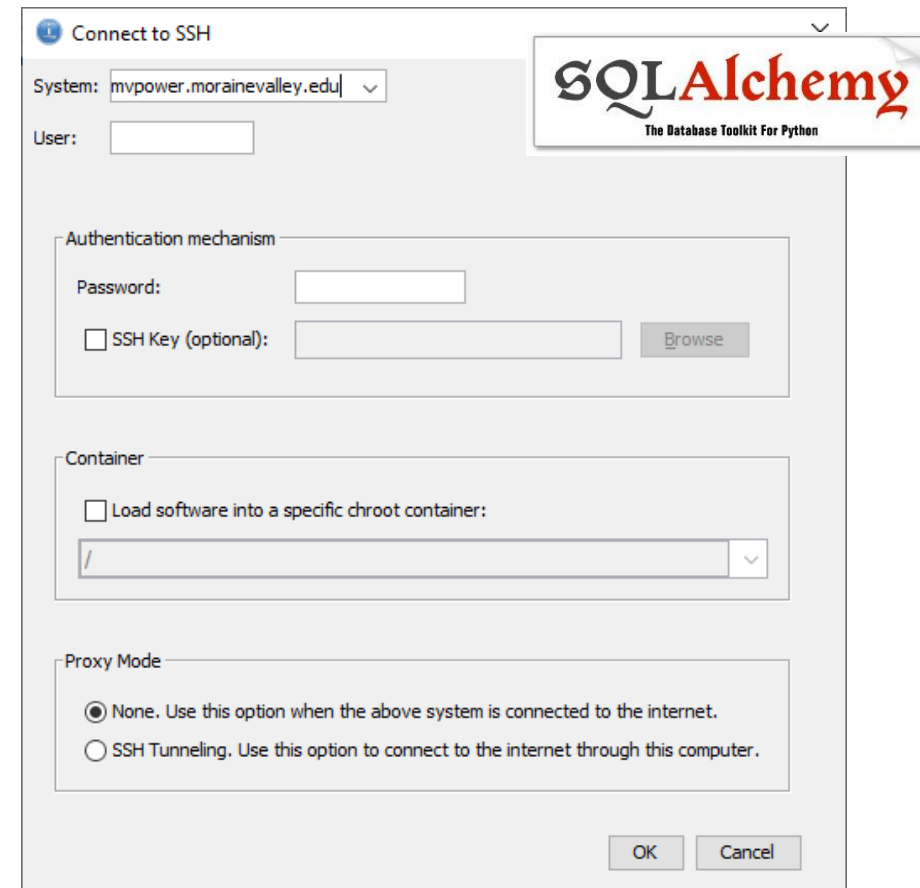 Connect to SSH
System: mvpower.morainevalley.edu
SQLAlchemy
The Database Toolkit For Python
User:
Authentication mechanism
Password:
SSH Key (optional):
Browse
Container
Load software into a specific chroot container:
/
Proxy Mode
None. Use this option when the above system is connected to the internet.
SSH Tunneling. Use this option to connect to the internet through this computer.
OK Cancel